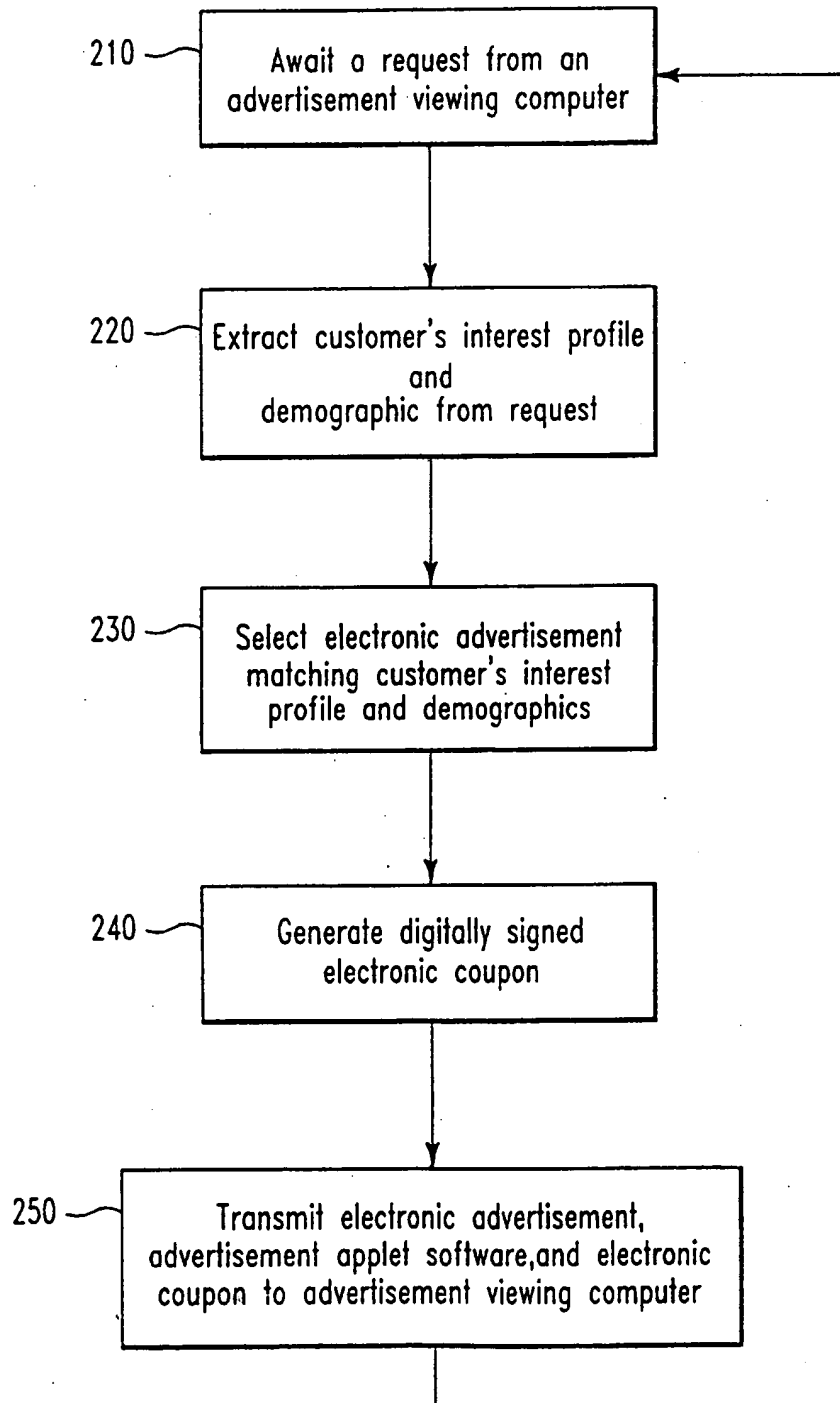 210
Await a request from an
advertisement viewing computer
220
Extract customer's interest profile
and
demographic from request
230
Select electronic advertisement
matching customer's interest
profile and demographics
240
Generate digitally signed
electronic coupon
250
Transmit electronic advertisement,
advertisement applet software,and electronic
coupon to advertisement viewing computer